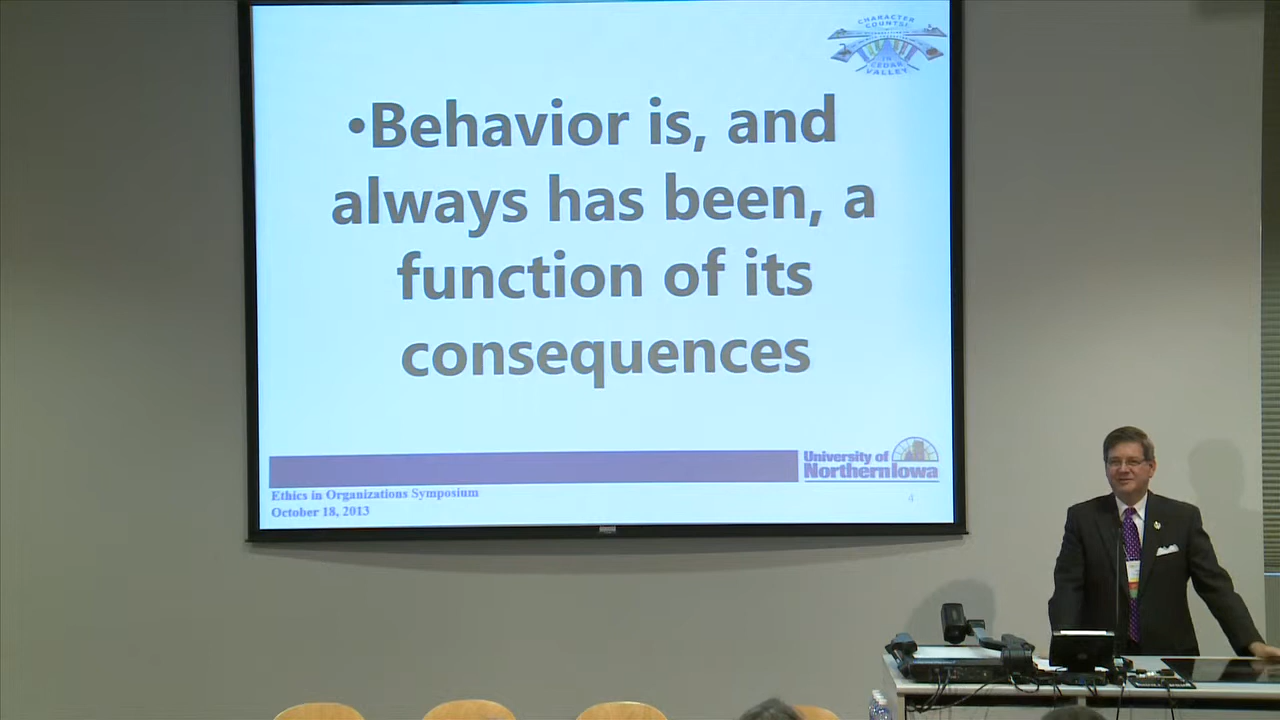 CHARACTER
COUNTS!
IN
CEDAR
VALLEY
•Behavior is, and
always has been, a
function of its
consequences
University of
Northern Iowa
Ethics in Organizations Symposium
October 18, 2013
4